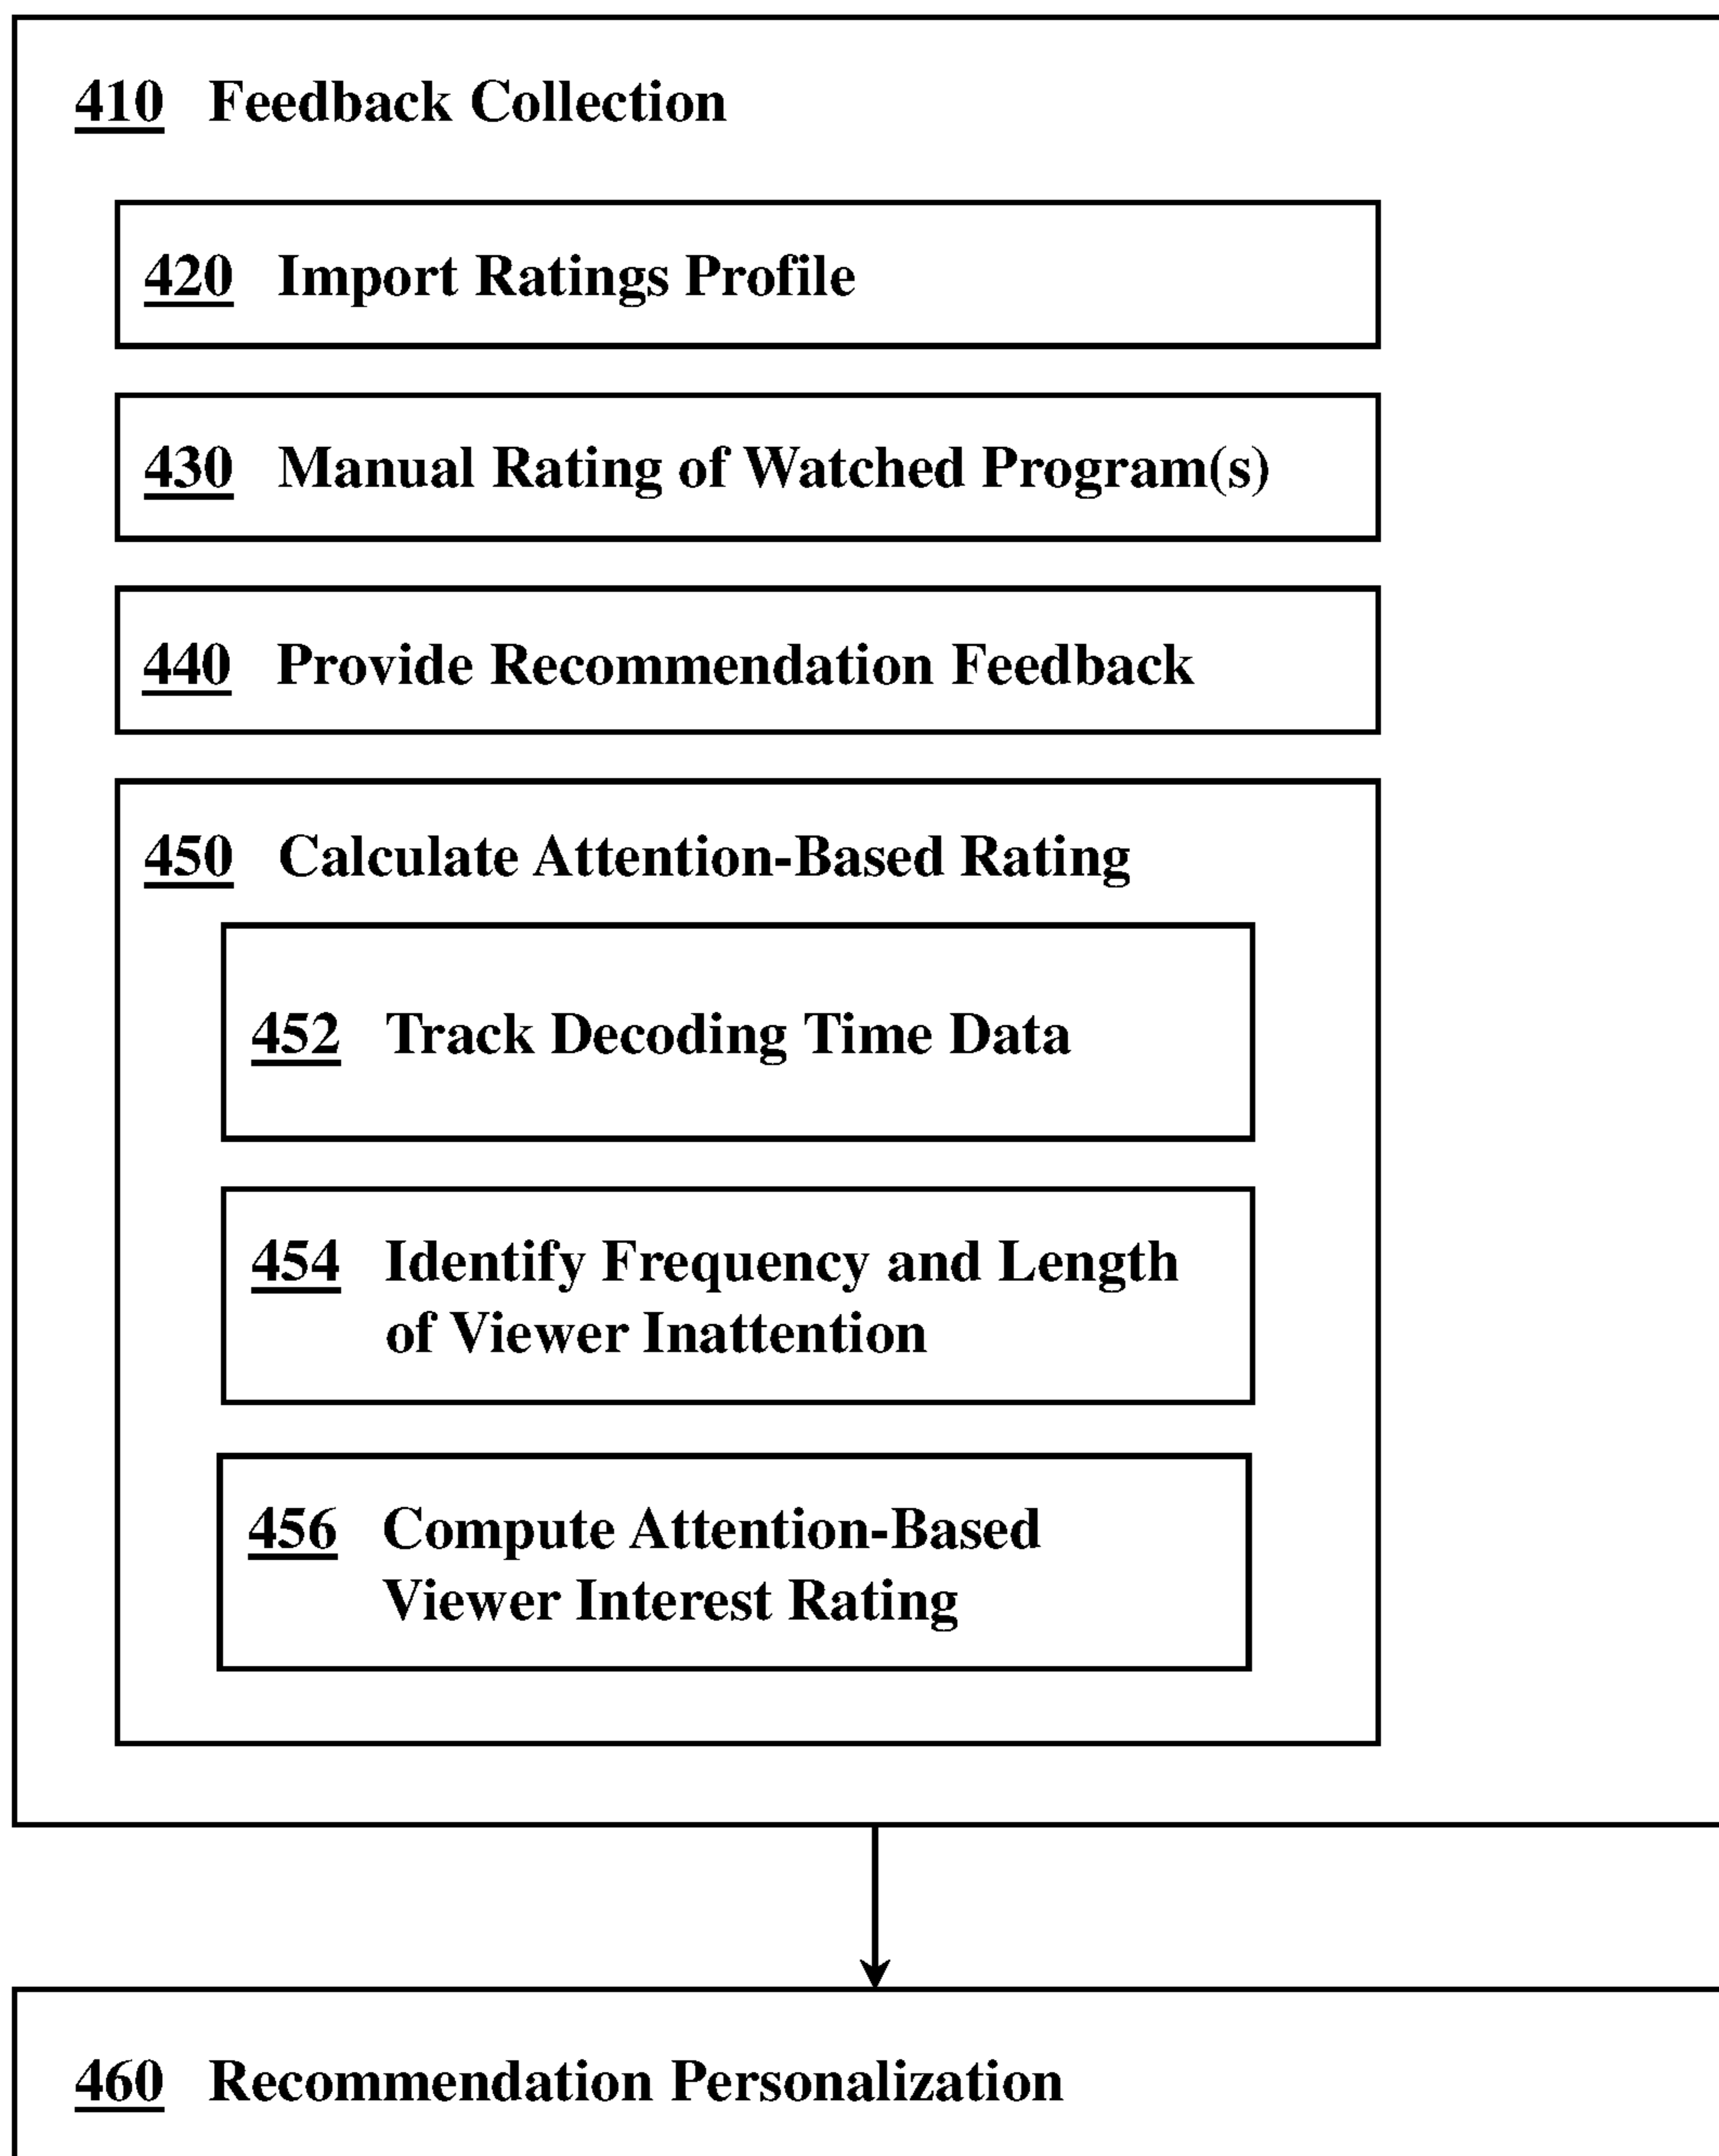 410 Feedback Collection
420 Import Ratings Profile
430 Manual Rating of Watched Program(s)
440 Provide Recommendation Feedback
450 Calculate Attention-Based Rating
452 Track Decoding Time Data
454 Identify Frequency and Length
of Viewer Inattention
456 Compute Attention-Based
Viewer Interest Rating
460 Recommendation Personalization